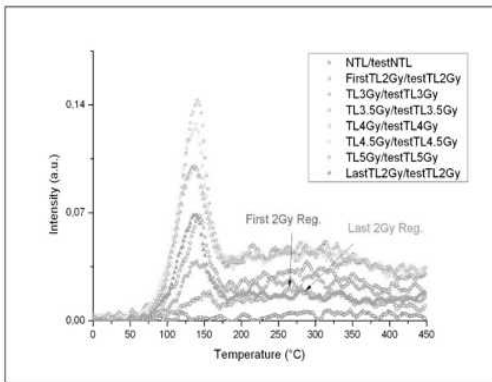 NTL/testNTL
FirstTL2Gy/testTL2Gy
TL3Gy/testTL3Gy
TL3.5Gy/testTL3.5Gy
TL4Gy/testTL4Gy
TL4.5Gy/testTL4.5Gy
TL5Gy/testTL5Gy
LastTL2Gy/testTL2Gy
0,14
0,07
0,00
Intensity (a.u.)
First 2Gy Reg.
Last 2Gy Reg.
0 50 100 150 200 250 300 350 400 450
Temperature (°C)